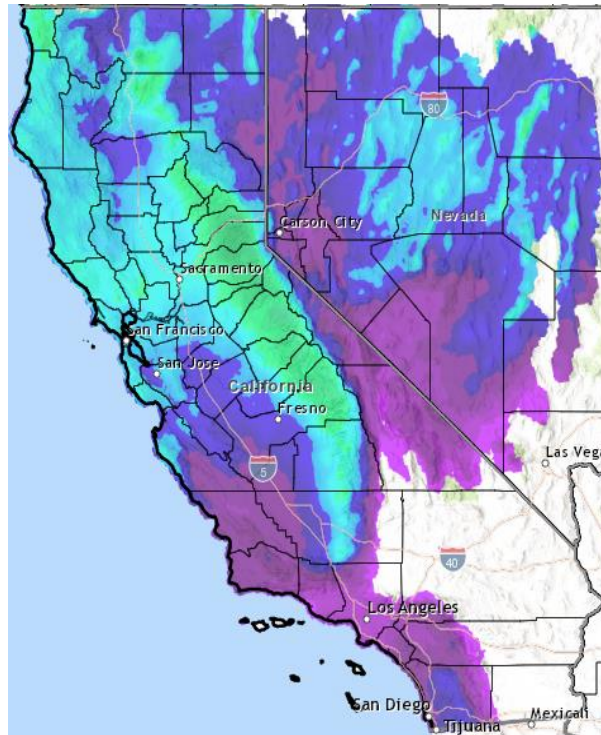 80
Nevada
Carson City
Sacramento
San Francisco
San Jose
California
Fresno
5
Las Vega
40
Los Angeles
San Diego
Tijuana
Mexicali